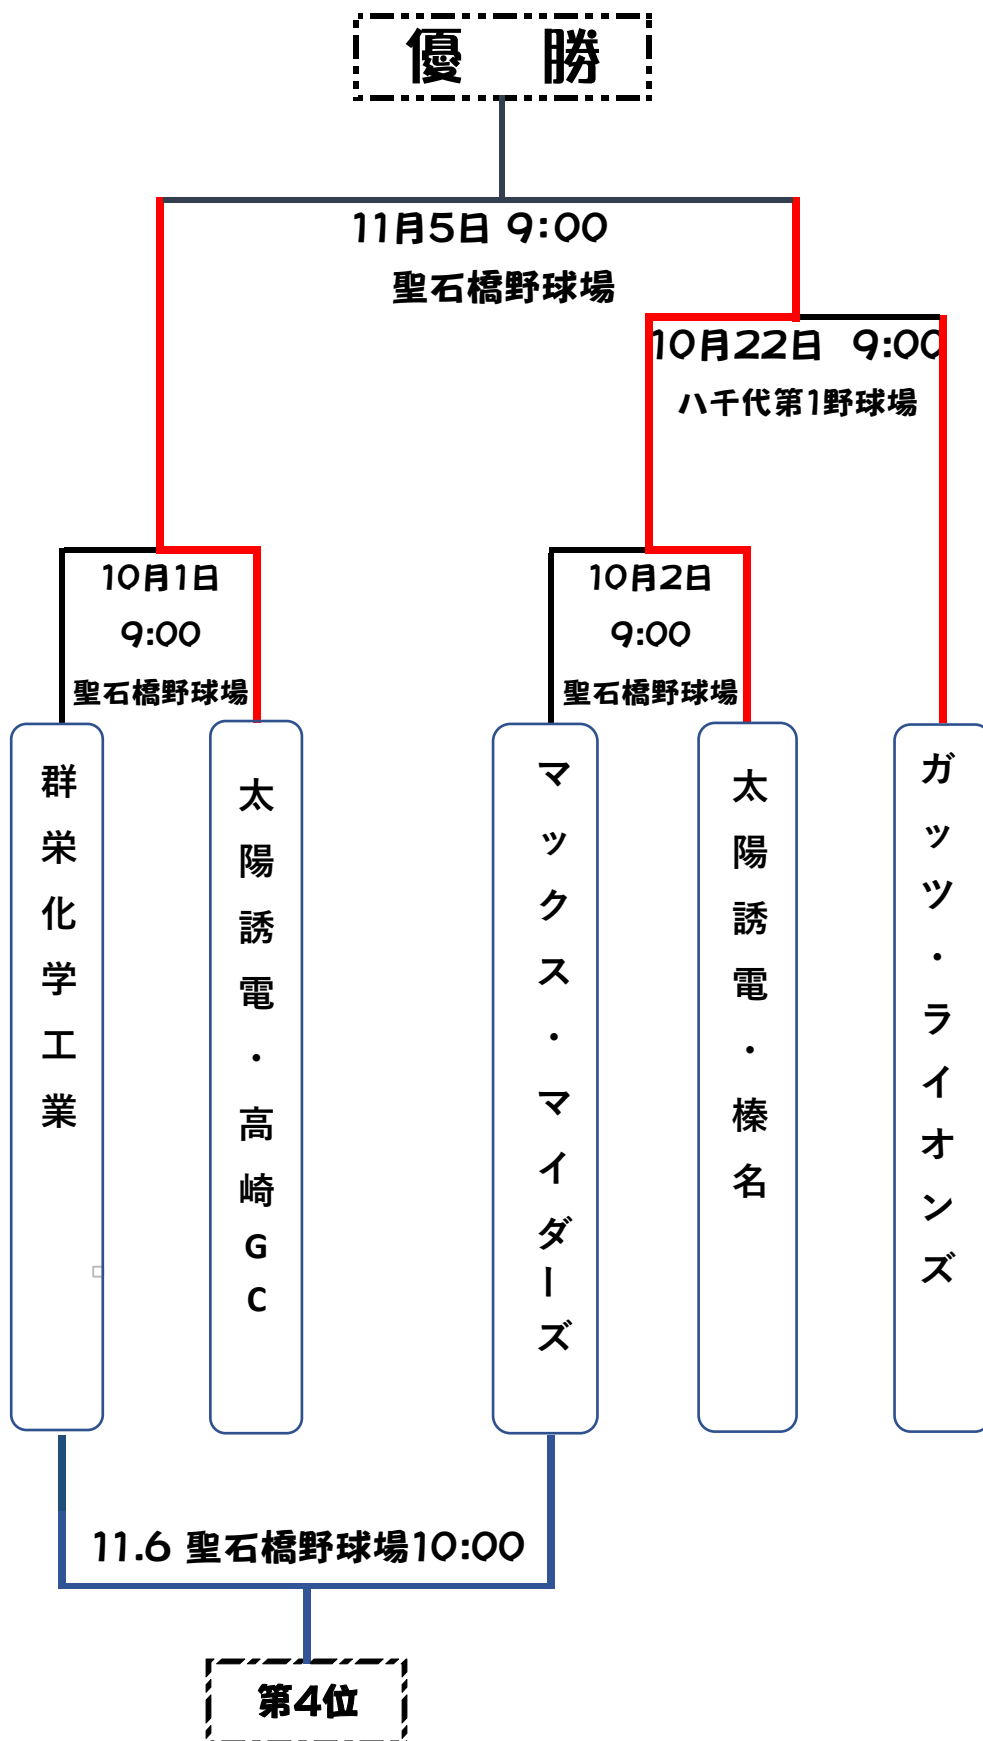 優 勝
11月5日 9:00
聖石橋野球場
10月22日 9:00
八千代第1野球場
10月1日
9:00
聖石橋野球場
10月2日
9:00
聖石橋野球場
群栄化学工業
太陽誘電・高崎GC
マックス・マイダーズ
太陽誘電・榛名
ガッツ・ライオンズ
11.6 聖石橋野球場10:00
第4位